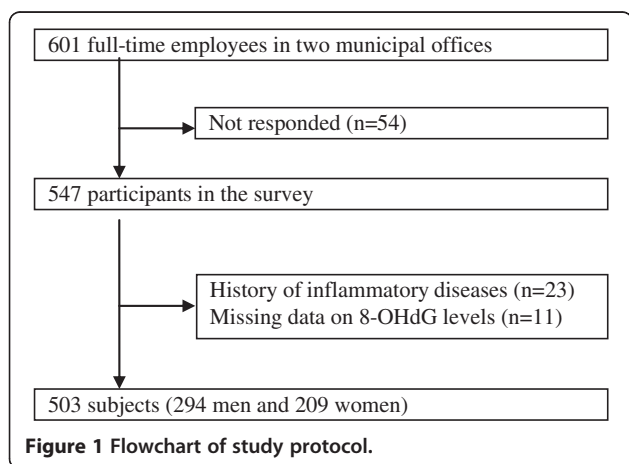 601 full-time employees in two municipal offices
Not responded (n=54)
547 participants in the survey
History of inflammatory diseases (n=23)
Missing data on 8-OHdG levels (n=11)
503 subjects (294 men and 209 women)
Figure 1 Flowchart of study protocol.